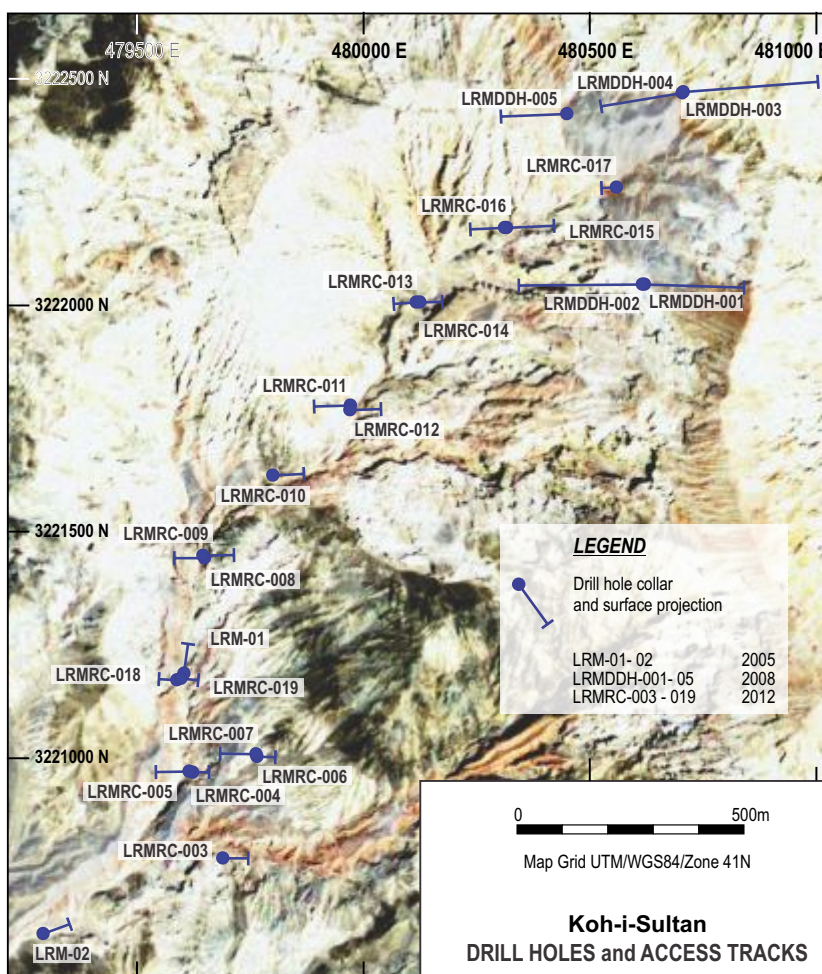 479500 E
480000 E
480500 E
481000 E
3222500 N
LRMDDH-004
LRMDDH-005
LRMDDH-003
LRMRC-017
LRMRC-016
LRMRC-015
LRMRC-013
LRMDDH-002
LRMDDH-001
3222000 N
LRMRC-014
LRMRC-011
LRMRC-012
LRMRC-010
3221500 N
LRMRC-009
LRMRC-008
LEGEND
Drill hole collar
and surface projection
LRM-01- 02 2005
LRMDDH-001- 05 2008
LRMRC-003 - 019 2012
LRM-01
LRMRC-018
LRMRC-019
LRMRC-007
3221000 N
LRMRC-006
LRMRC-005
LRMRC-004
LRMRC-003
LRM-02
0 500m
Map Grid UTM/WGS84/Zone 41N
Koh-i-Sultan
DRILL HOLES and ACCESS TRACKS